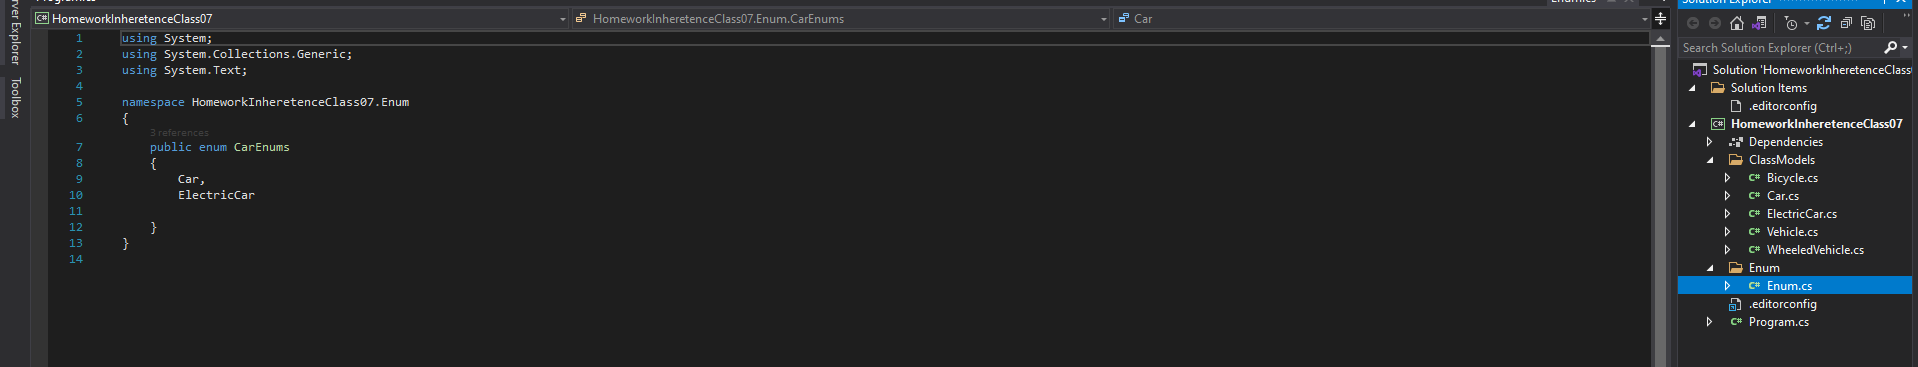 Server Explorer
Toolbox
HomeworkInheretenceClass07
HomeworkInheretenceClass07.Enum.CarEnums
Car
1 using System;
2 using System.Collections.Generic;
3 using System.Text;
4
5 namespace HomeworkInheretenceClass07.Enum
6 {
3 references
7 public enum CarEnums
8 {
9 Car,
10 ElectricCar
11
12 }
13 }
14
Solution Explorer
Search Solution Explorer (Ctrl+;)
Solution 'HomeworkInheretenceClass
Solution Items
.editorconfig
HomeworkInheretenceClass07
Dependencies
ClassModels
C# Bicycle.cs
C# Car.cs
C# ElectricCar.cs
C# Vehicle.cs
C# WheeledVehicle.cs
Enum
C# Enum.cs
.editorconfig
C# Program.cs